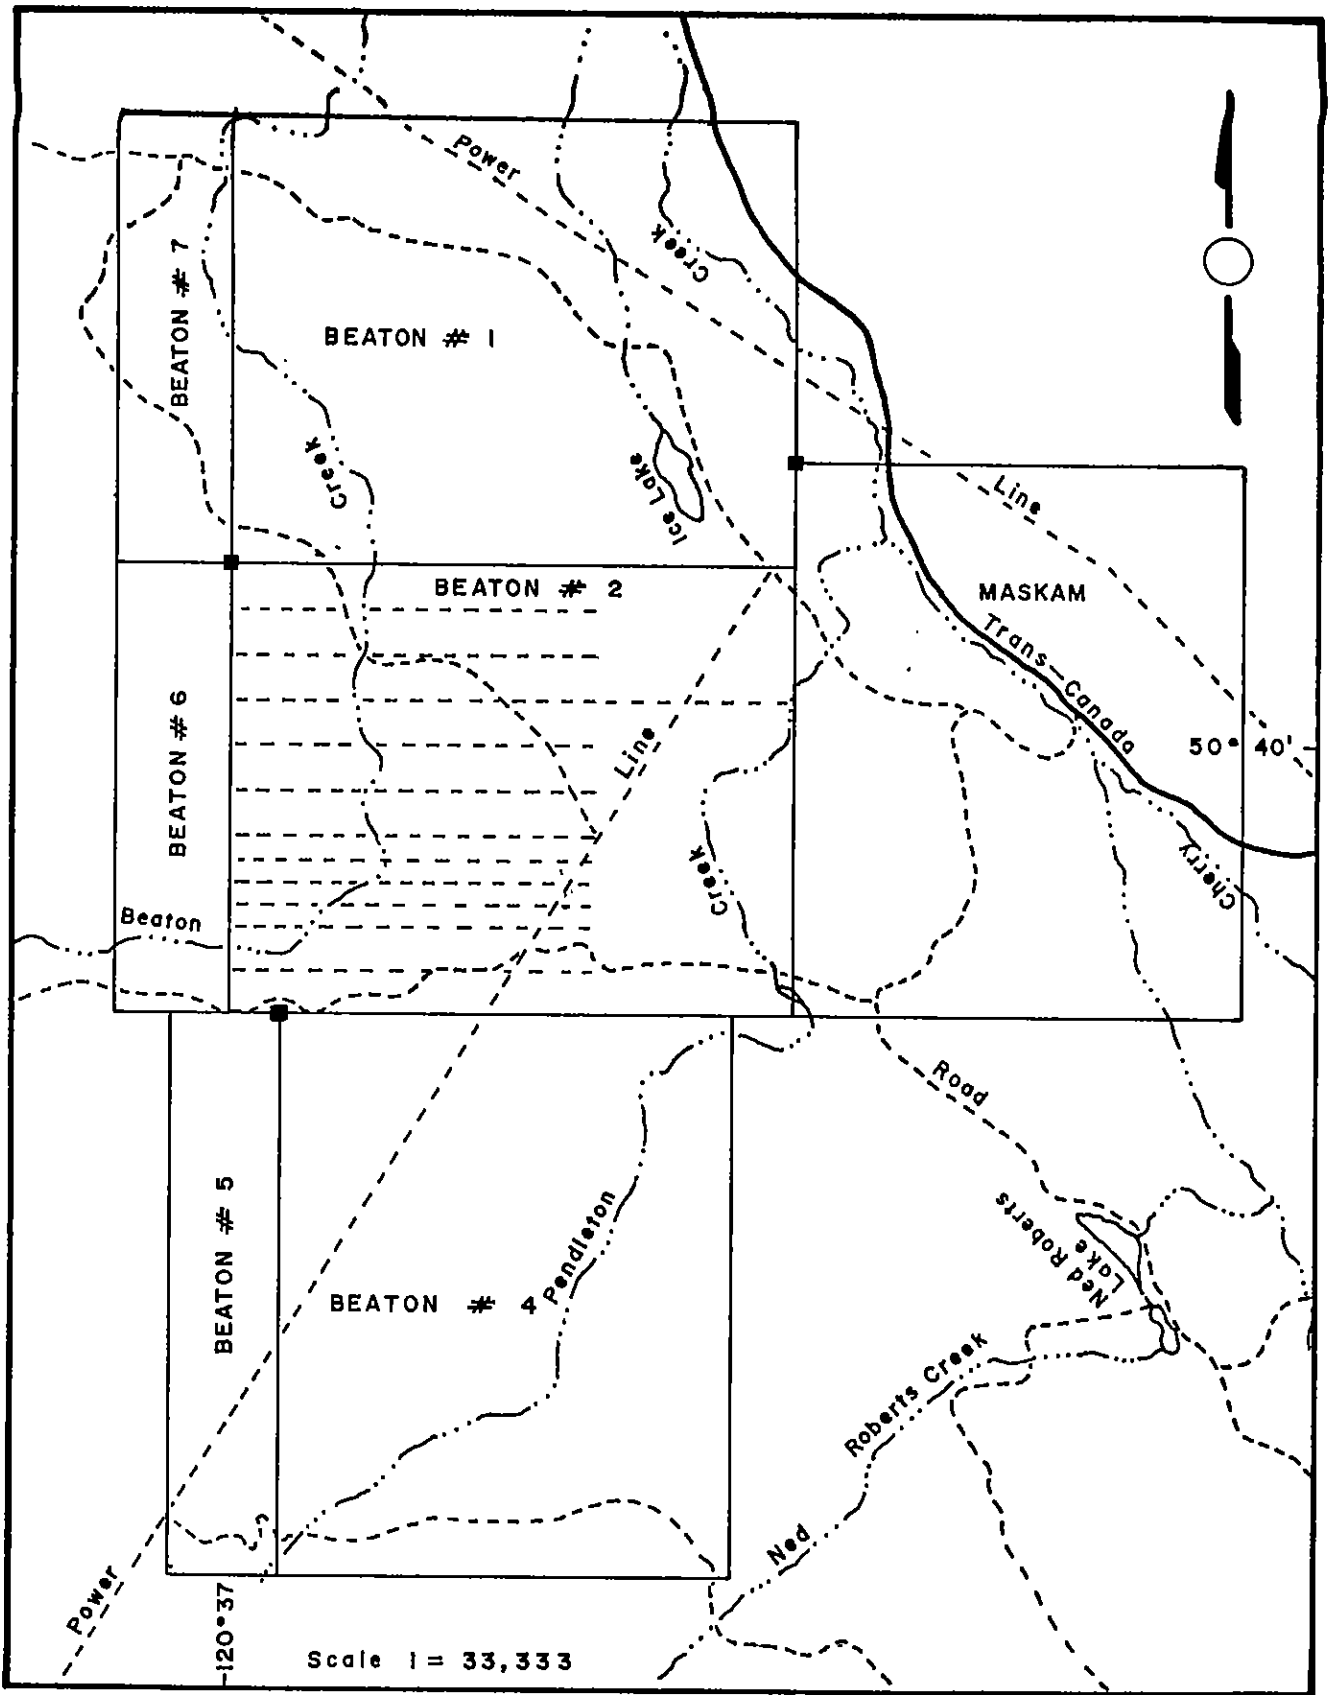 Power
Creek
BEATON # 7
BEATON # 1
Creek
Ice Lake
Line
BEATON # 2
MASKAM
Trans-Canada
BEATON #6
Line
50° 40'
Creek
Cherry
Beaton
Road
BEATON # 5
Pendleton
Ned Roberts
Lake
BEATON # 4
Roberts Creek
Ned
Power
120°37
Scale 1 = 33,333